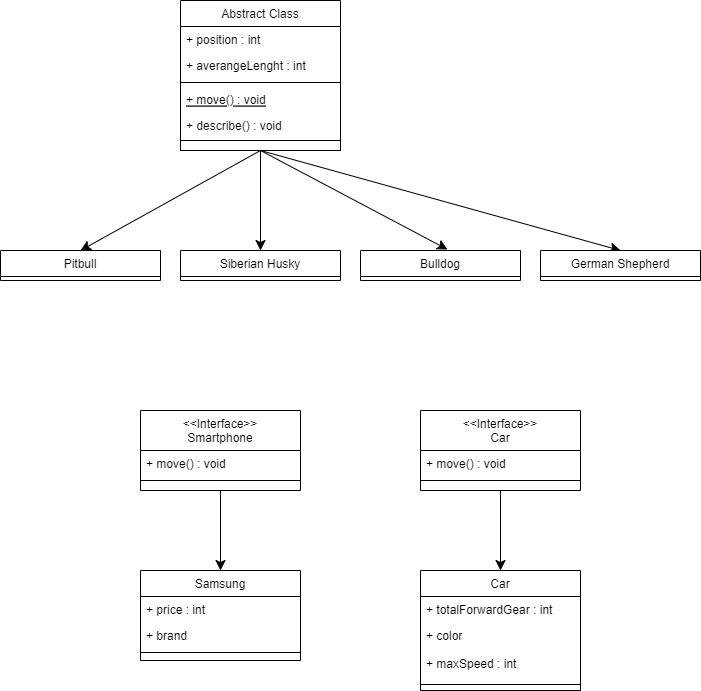 Abstract Class
+ position : int
+ averangeLenght : int
+ move() : void
+ describe() : void
Pitbull
Siberian Husky
Bulldog
German Shepherd
<<Interface>>
Smartphone
+ move() : void
<<Interface>>
Car
+ move() : void
Samsung
+ price : int
+ brand
Car
+ totalForwardGear : int
+ color
+ maxSpeed : int